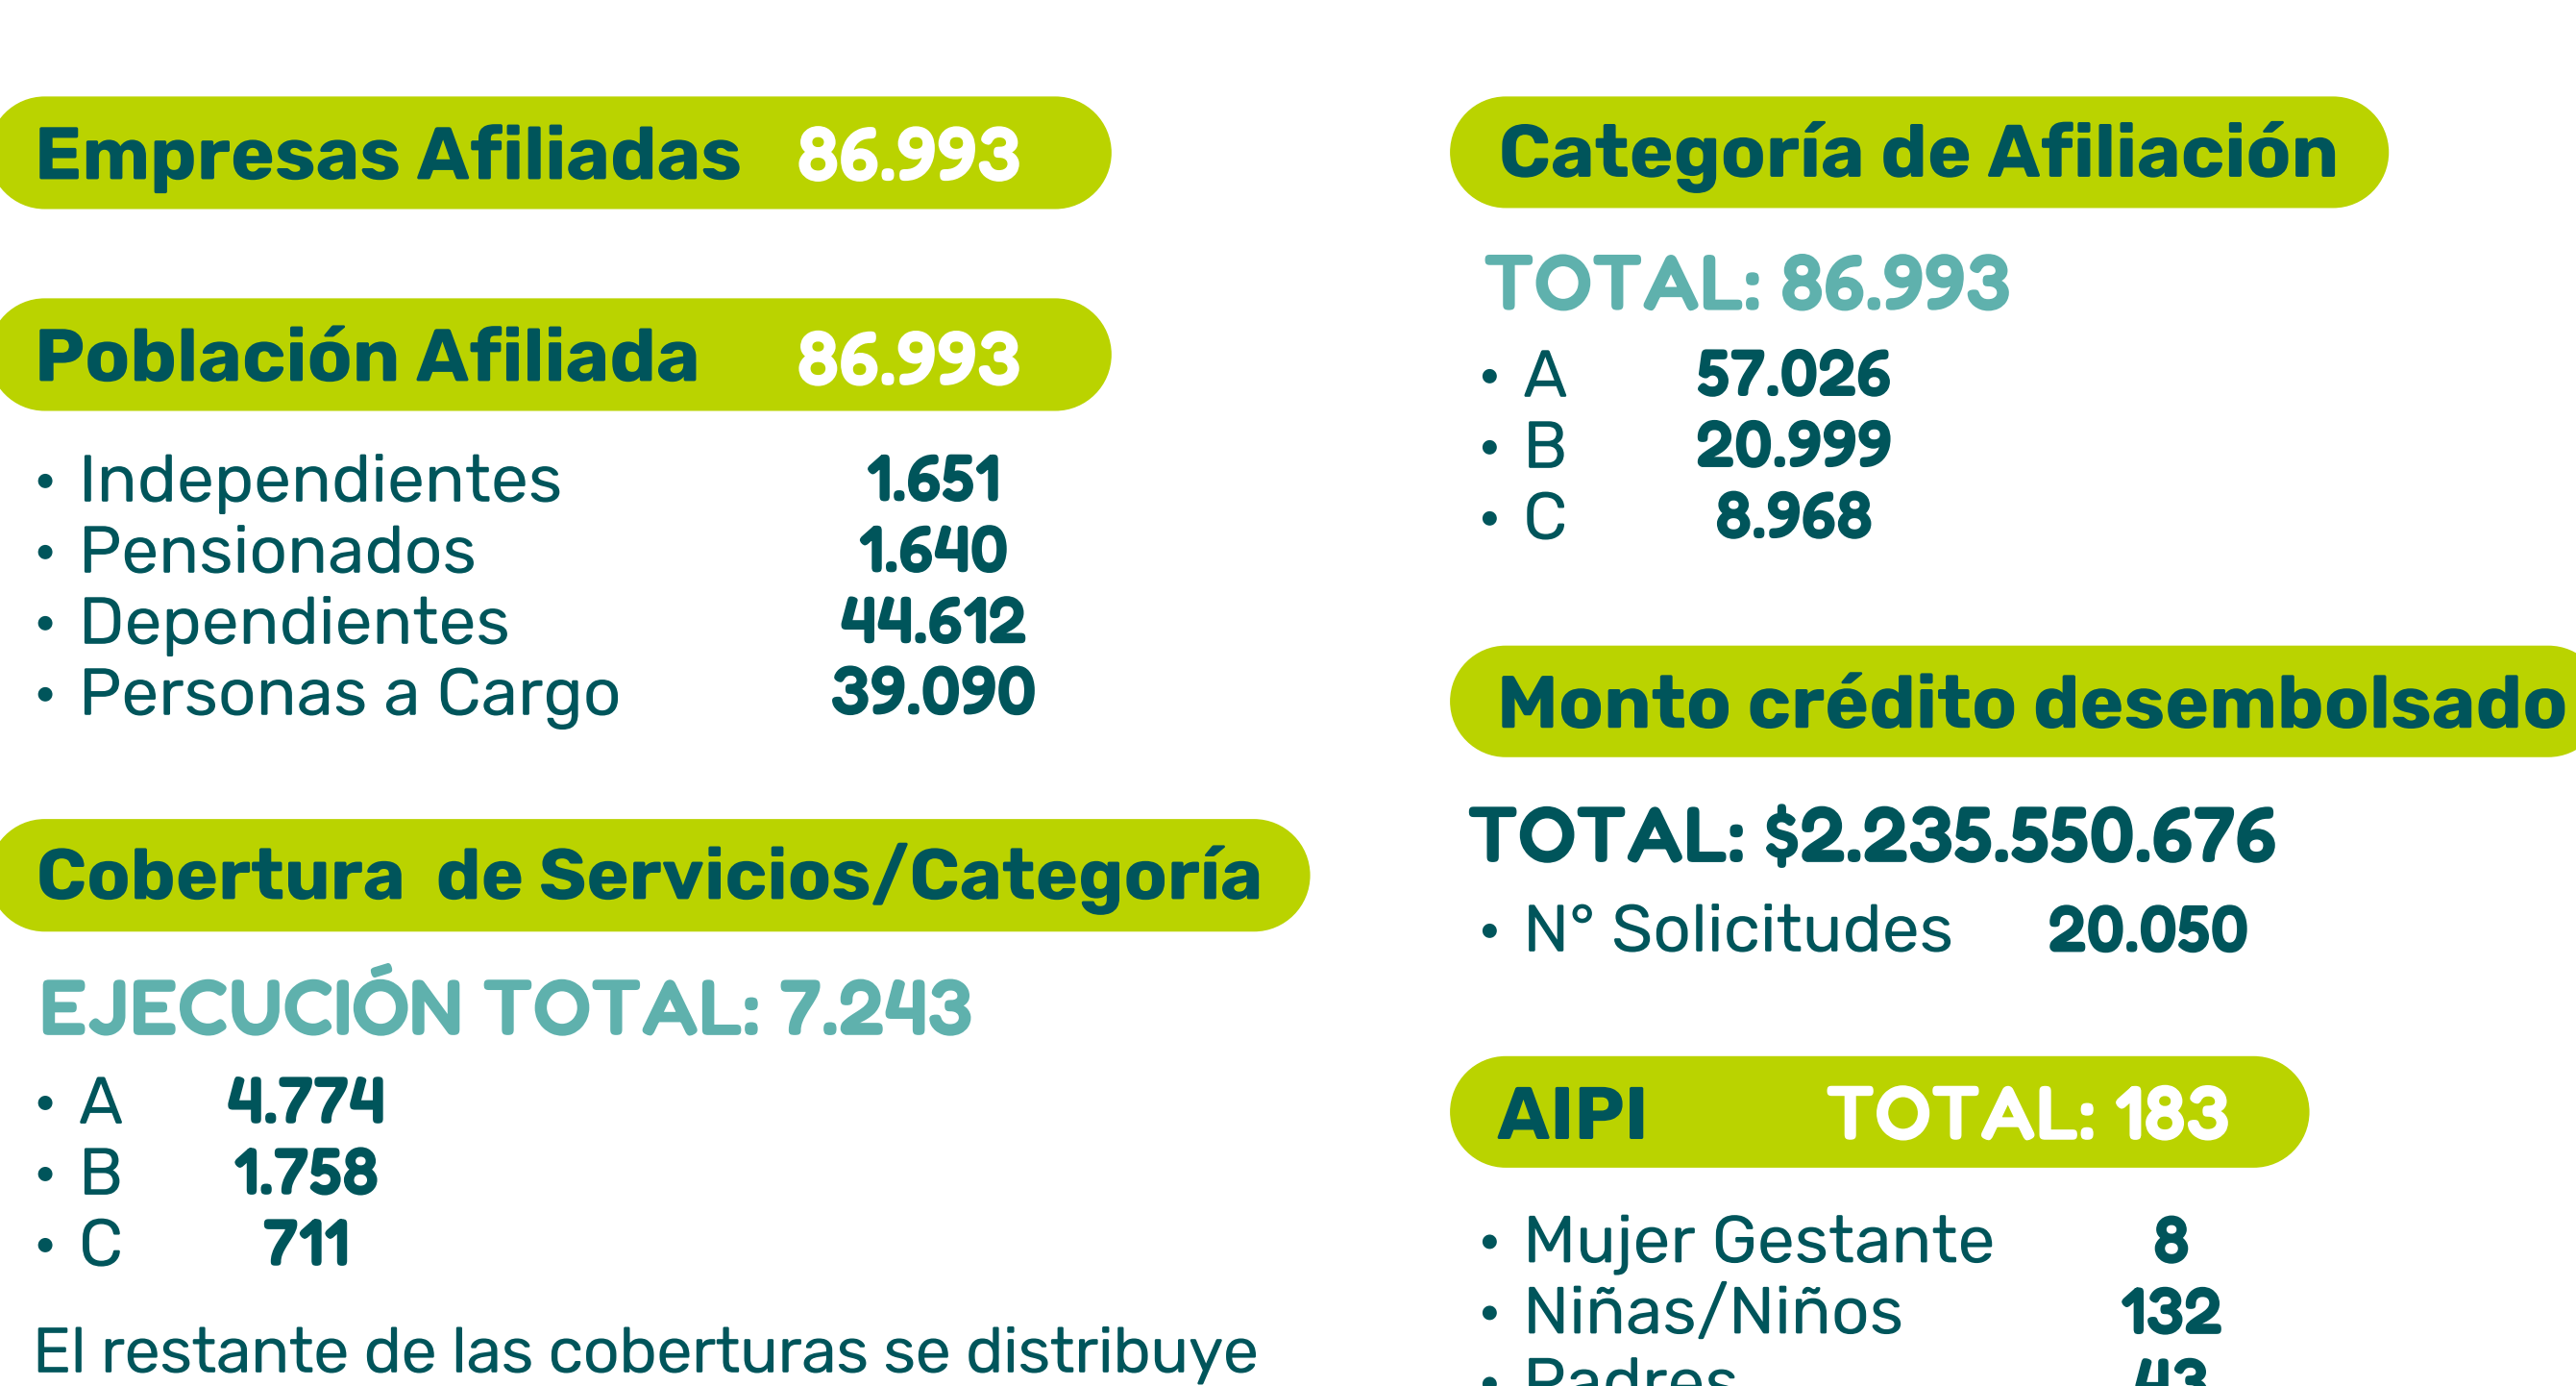 Empresas Afiliadas 86.993
Población Afiliada 86.993
• Independientes 1.651
• Pensionados 1.640
• Dependientes 44.612
• Personas a Cargo 39.090
Cobertura de Servicios/Categoría
EJECUCIÓN TOTAL: 7.243
• A 4.774
• B 1.758
• C 711
El restante de las coberturas se distribuye
Categoría de Afiliación
TOTAL: 86.993
• A 57.026
• B 20.999
• C 8.968
Monto crédito desembolsado
TOTAL: $2.235.550.676
• N° Solicitudes 20.050
AIPI TOTAL: 183
• Mujer Gestante 8
• Niñas/Niños 132
• Padres 43